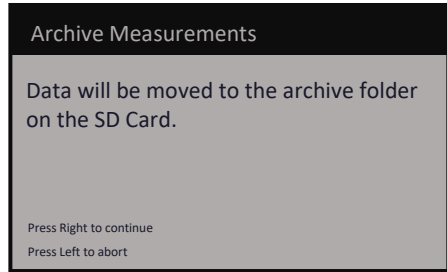 Archive Measurements
Data will be moved to the archive folder
on the SD Card.
Press Right to continue
Press Left to abort